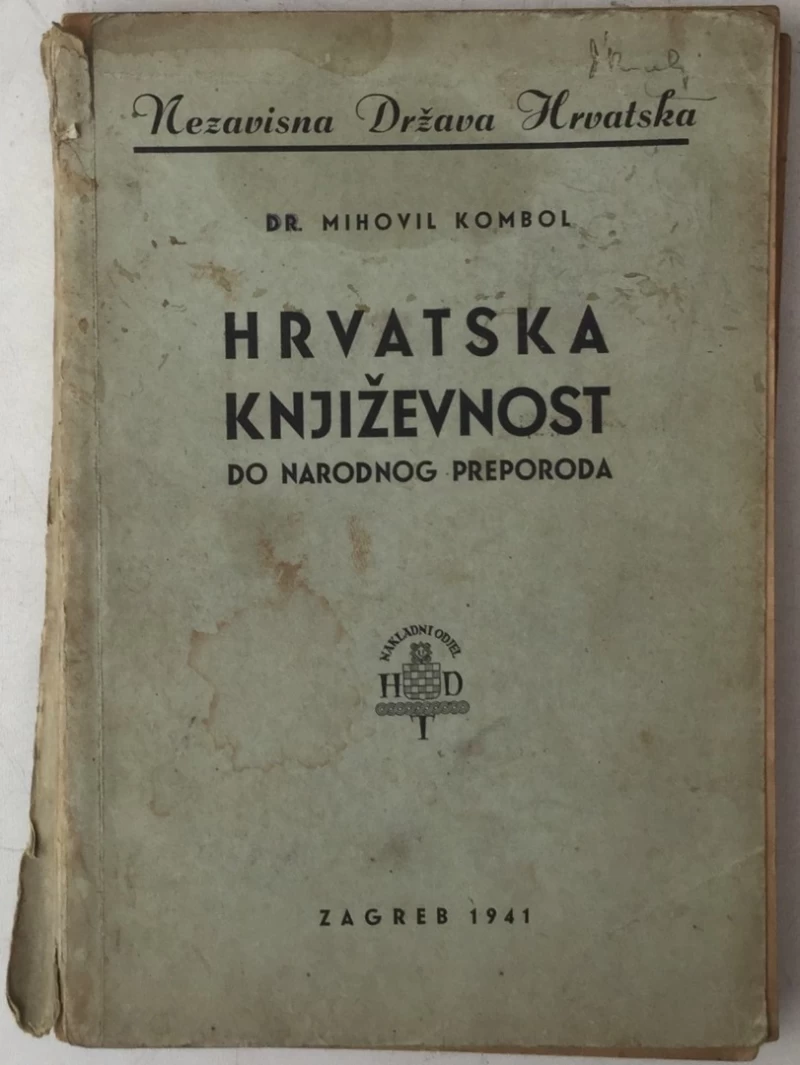 Nezavisna Država Hrvatska
DR. MIHOVIL KOMBOL
HRVATSKA
KNJIŽEVNOST
DO NARODNOG PREPORODA
NAKLADNI ODJEL
H D
T
ZAGREB 1941